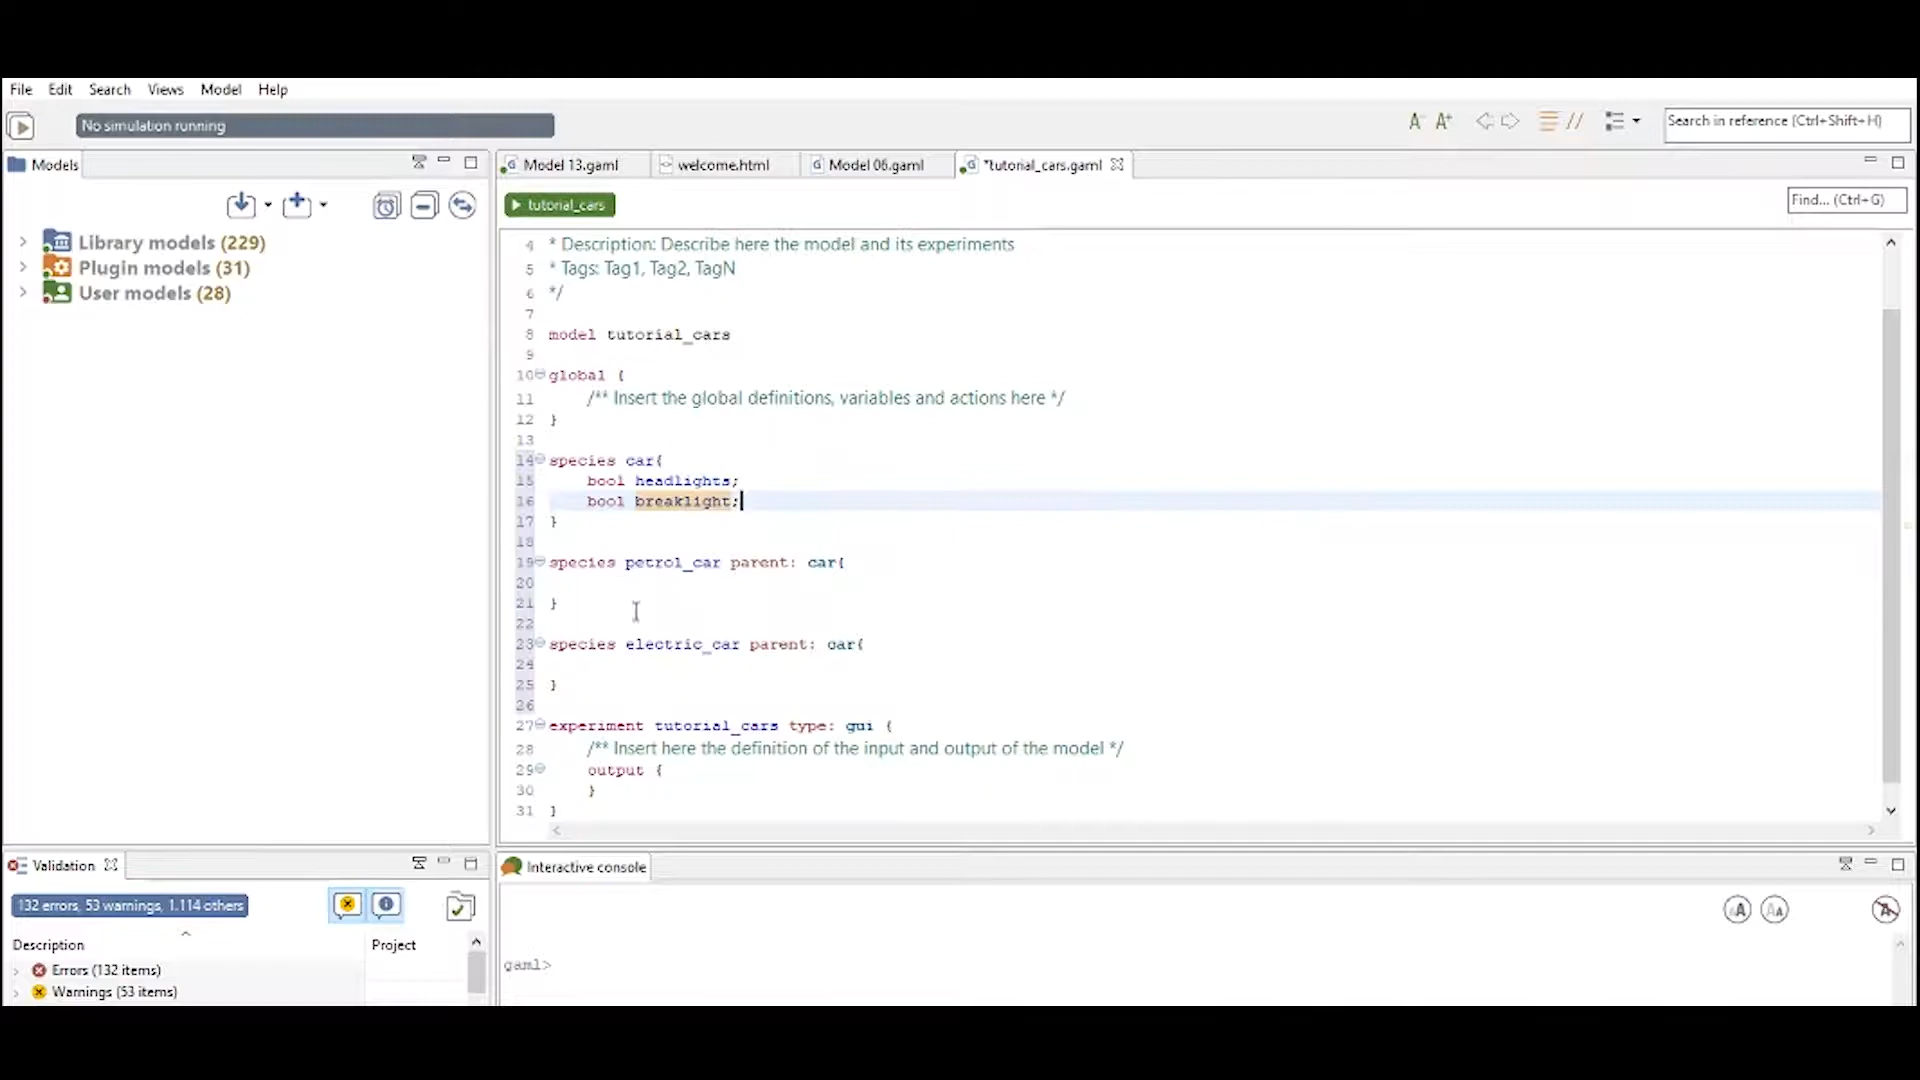 File Edit Search Views Model Help
No simulation running
A- A+
Search in reference (Ctrl+Shift+H)
Models
Library models (229)
Plugin models (31)
User models (28)
Model 13.gaml welcome.html Model 06.gaml *tutorial_cars.gaml
tutorial_cars
Find... (Ctrl+G)
4 * Description: Describe here the model and its experiments
5 * Tags: Tag1, Tag2, TagN
6 */
7
8 model tutorial_cars
9
10 global {
11 /** Insert the global definitions, variables and actions here */
12 }
13
14 species car{
15 bool headlights;
16 bool breaklight;
17 }
18
19 species petrol_car parent: car{
20
21 }
22
23 species electric_car parent: car{
24
25 }
26
27 experiment tutorial_cars type: gui {
28 /** Insert here the definition of the input and output of the model */
29 output {
30 }
31 }
Validation
132 errors, 53 warnings, 1.114 others
Description Project
Errors (132 items)
Warnings (53 items)
Interactive console
gaml>